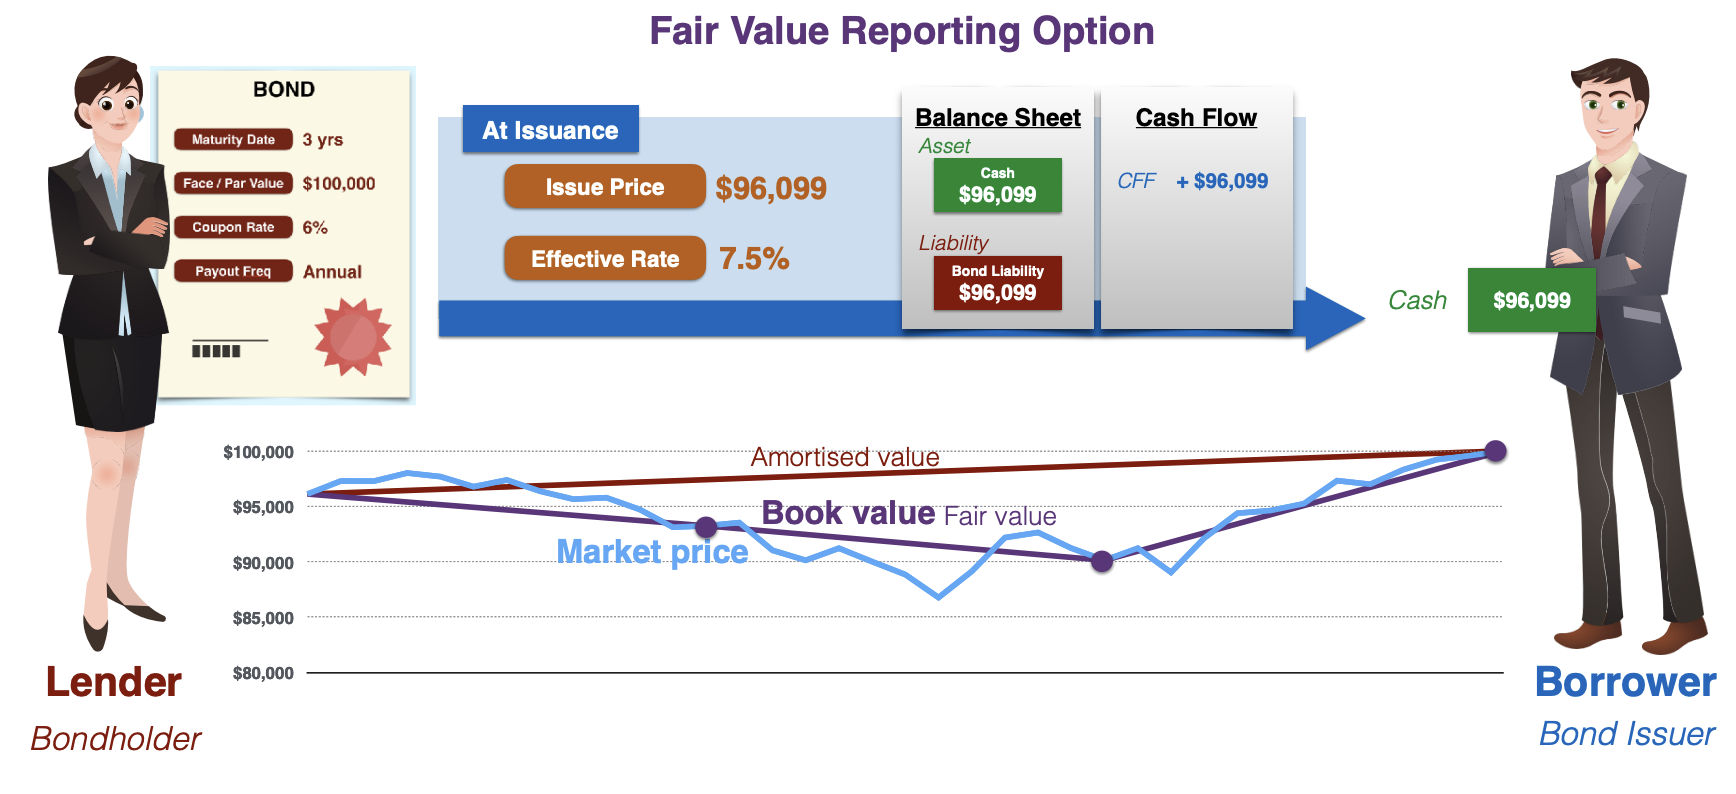 Fair Value Reporting Option
BOND
Maturity Date 3 yrs
Face / Par Value $100,000
Coupon Rate 6%
Payout Freq Annual
At Issuance
Issue Price $96,099
Effective Rate 7.5%
Balance Sheet
Asset
Cash
$96,099
Liability
Bond Liability
$96,099
Cash Flow
CFF + $96,099
Cash $96,099
$100,000
$95,000
$90,000
$85,000
$80,000
Amortised value
Book value Fair value
Market price
Lender
Bondholder
Borrower
Bond Issuer